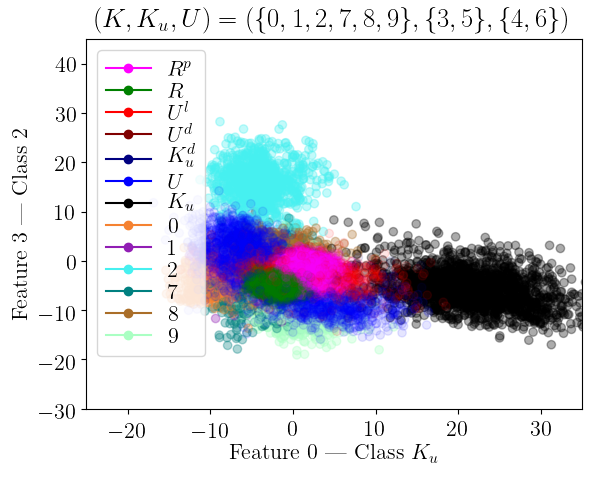 (K, K_u, U) = ({0, 1, 2, 7, 8, 9}, {3, 5}, {4, 6})
40
30
20
10
0
−10
−20
−30
Feature 3 — Class 2
R^p
R
U^l
U^d
K_u^d
U
K_u
0
1
2
7
8
9
−20 −10 0 10 20 30
Feature 0 — Class K_u